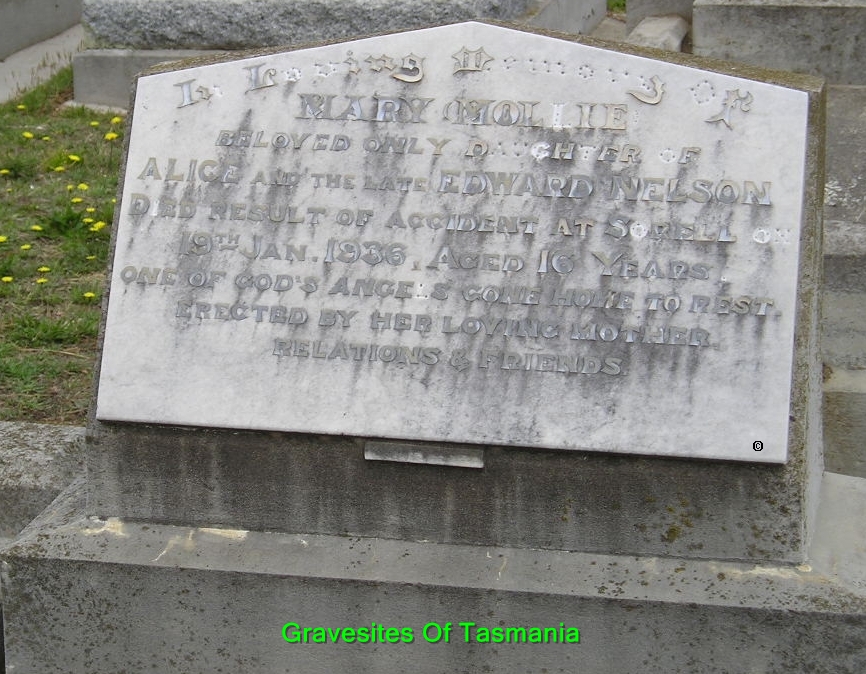 In Loving Memory of
MARY (MOLLIE)
BELOVED ONLY DAUGHTER OF
ALICE AND THE LATE EDWARD NELSON
DIED RESULT OF ACCIDENT AT SORELL ON
19TH JAN. 1936, AGED 16 YEARS.
ONE OF GOD'S ANGELS GONE HOME TO REST.
ERECTED BY HER LOVING MOTHER,
RELATIONS & FRIENDS.
©
Gravesites Of Tasmania